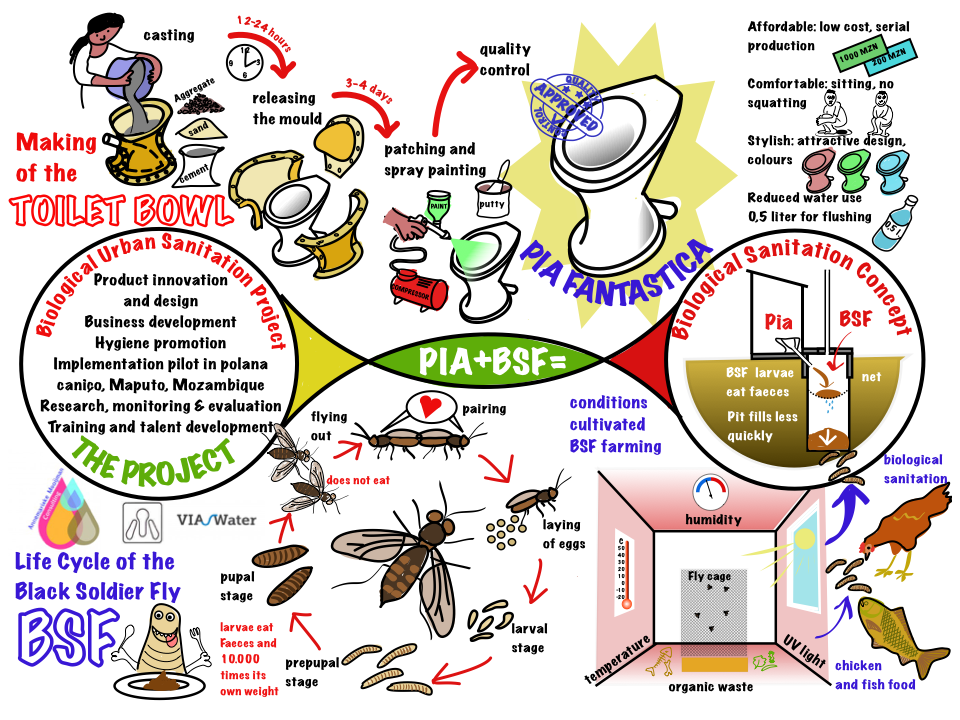 casting
12-24 hours
12
3
6
9
Aggregate
sand
cement
Making
of the
TOILET BOWL
releasing
the mould
3-4 days
patching and
spray painting
PAINT
putty
COMPRESSOR
quality
control
QUALITY
APPROVED
CONTROL
PIA FANTASTICA
Affordable: low cost, serial
production
1000 MZN
200 MZN
Comfortable: sitting, no
squatting
Stylish: attractive design,
colours
Reduced water use
0,5 liter for flushing
0.5 l
Biological Urban Sanitation Project
Product innovation
and design
Business development
Hygiene promotion
Implementation pilot in polana
caniço, Maputo, Mozambique
Research, monitoring & evaluation
Training and talent development
THE PROJECT
PIA+BSF=
Biological Sanitation Concept
Pia
BSF
BSF larvae
eat faeces
net
Pit fills less
quickly
VIA Water
Life Cycle of the
Black Soldier Fly
BSF
flying
out
pairing
does not eat
laying
of eggs
larval
stage
prepupal
stage
pupal
stage
larvae eat
Faeces and
10.000
times its
own weight
conditions
cultivated
BSF farming
humidity
C
50
40
30
20
10
0
-10
-20
Fly cage
temperature
UV light
organic waste
biological
sanitation
chicken
and fish food